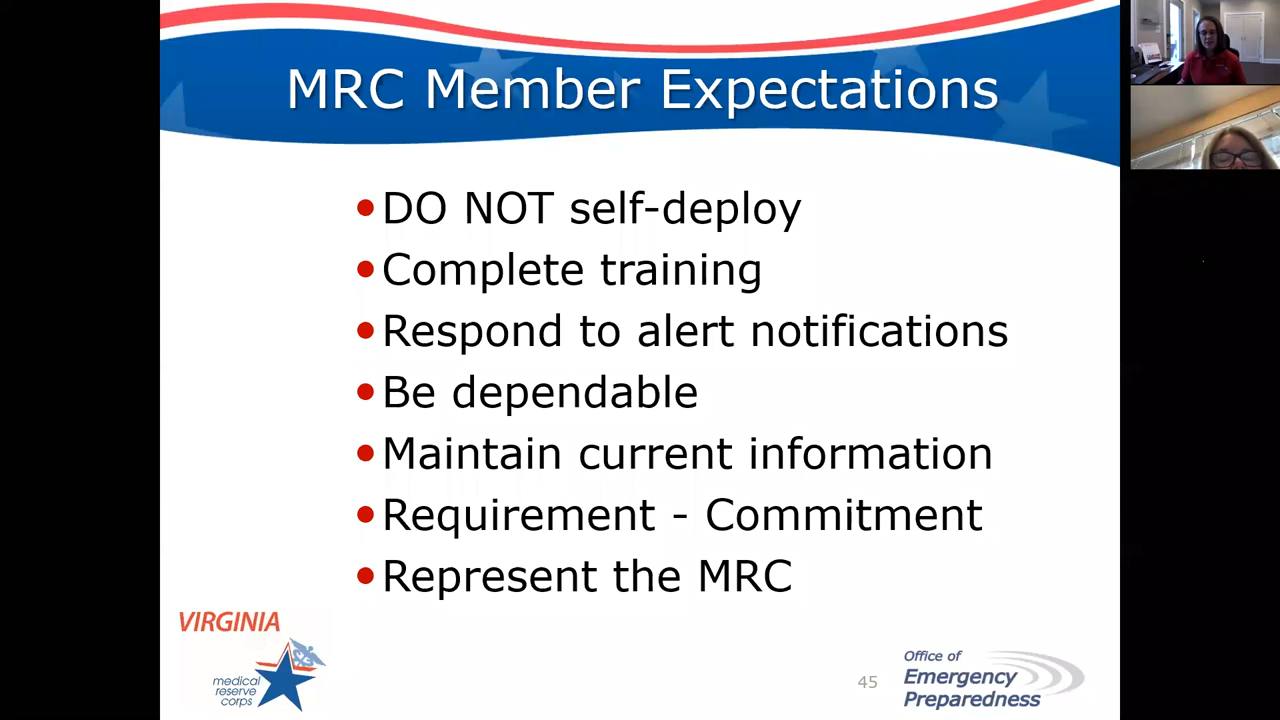 MRC Member Expectations
•DO NOT self-deploy
•Complete training
•Respond to alert notifications
•Be dependable
•Maintain current information
•Requirement - Commitment
•Represent the MRC
VIRGINIA
medical
reserve
corps
45
Office of
Emergency
Preparedness